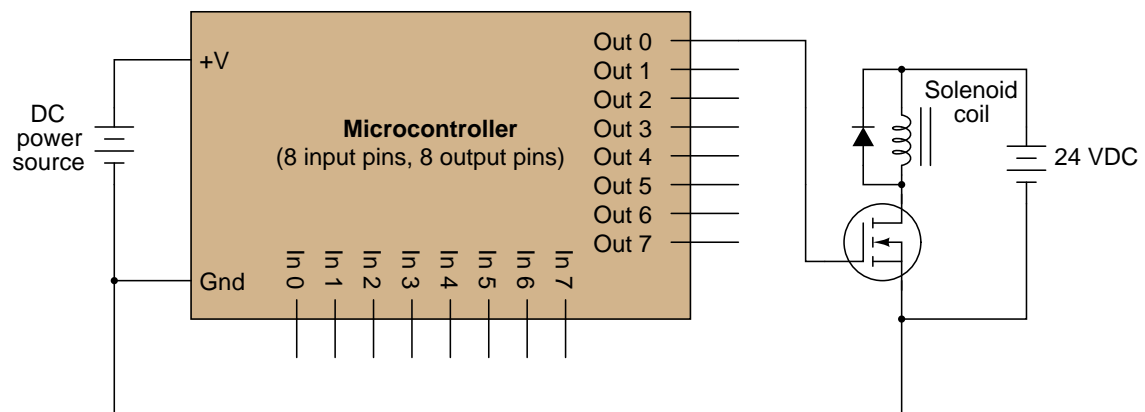 DC
power
source
+V
Gnd
Microcontroller
(8 input pins, 8 output pins)
Out 0
Out 1
Out 2
Out 3
Out 4
Out 5
Out 6
Out 7
In 0
In 1
In 2
In 3
In 4
In 5
In 6
In 7
Solenoid
coil
24 VDC